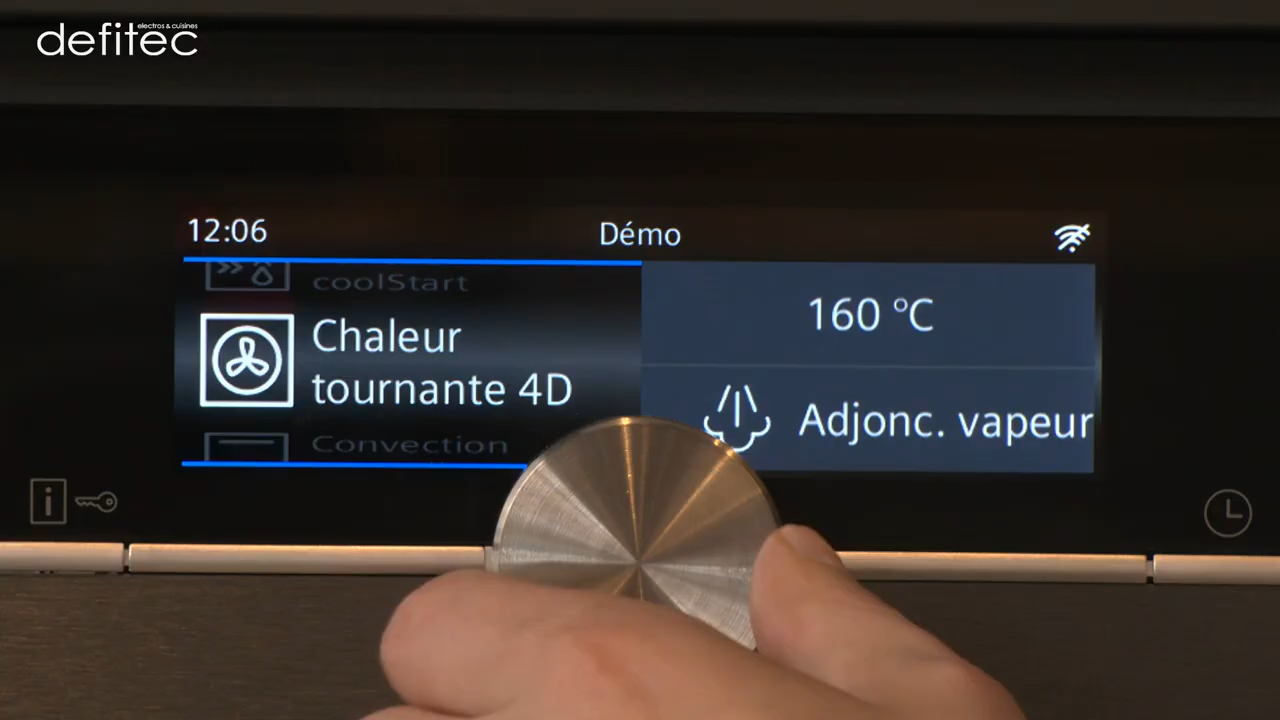 electros & cuisines
defitec
12:06
Démo
coolStart
Chaleur
tournante 4D
Convection
160 °C
Adjonc. vapeur
i